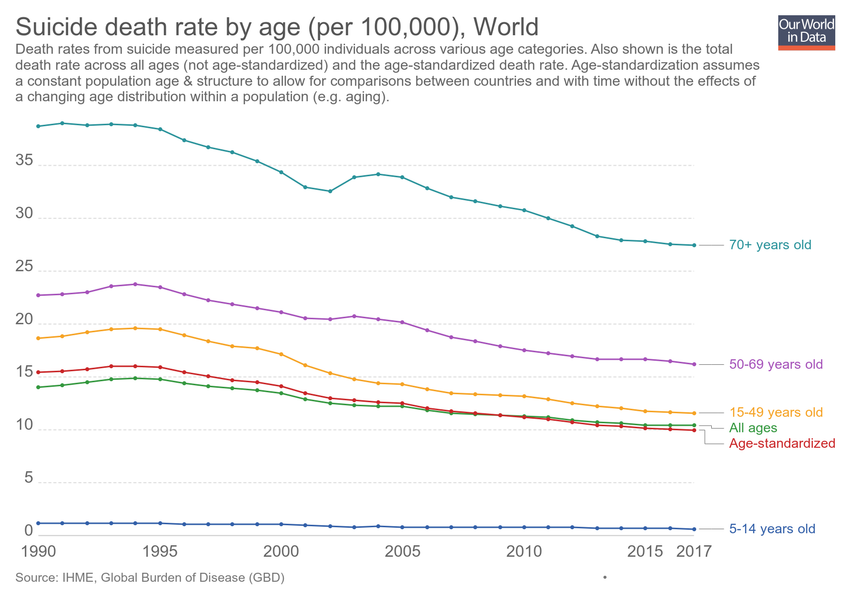 Suicide death rate by age (per 100,000), World
Our World
in Data
Death rates from suicide measured per 100,000 individuals across various age categories. Also shown is the total
death rate across all ages (not age-standardized) and the age-standardized death rate. Age-standardization assumes
a constant population age & structure to allow for comparisons between countries and with time without the effects of
a changing age distribution within a population (e.g. aging).
35
30
25
20
15
10
5
0
70+ years old
50-69 years old
15-49 years old
All ages
Age-standardized
5-14 years old
1990 1995 2000 2005 2010 2015 2017
Source: IHME, Global Burden of Disease (GBD)